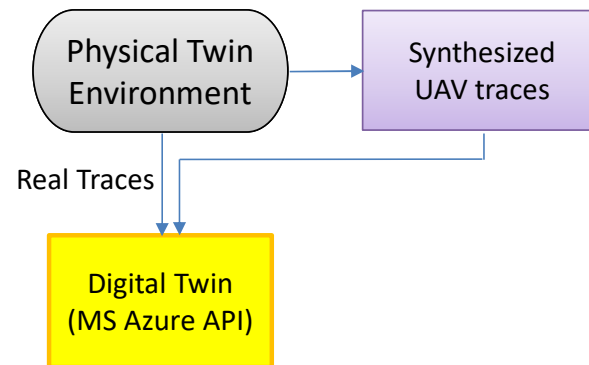 Physical Twin
Environment
Synthesized
UAV traces
Real Traces
Digital Twin
(MS Azure API)